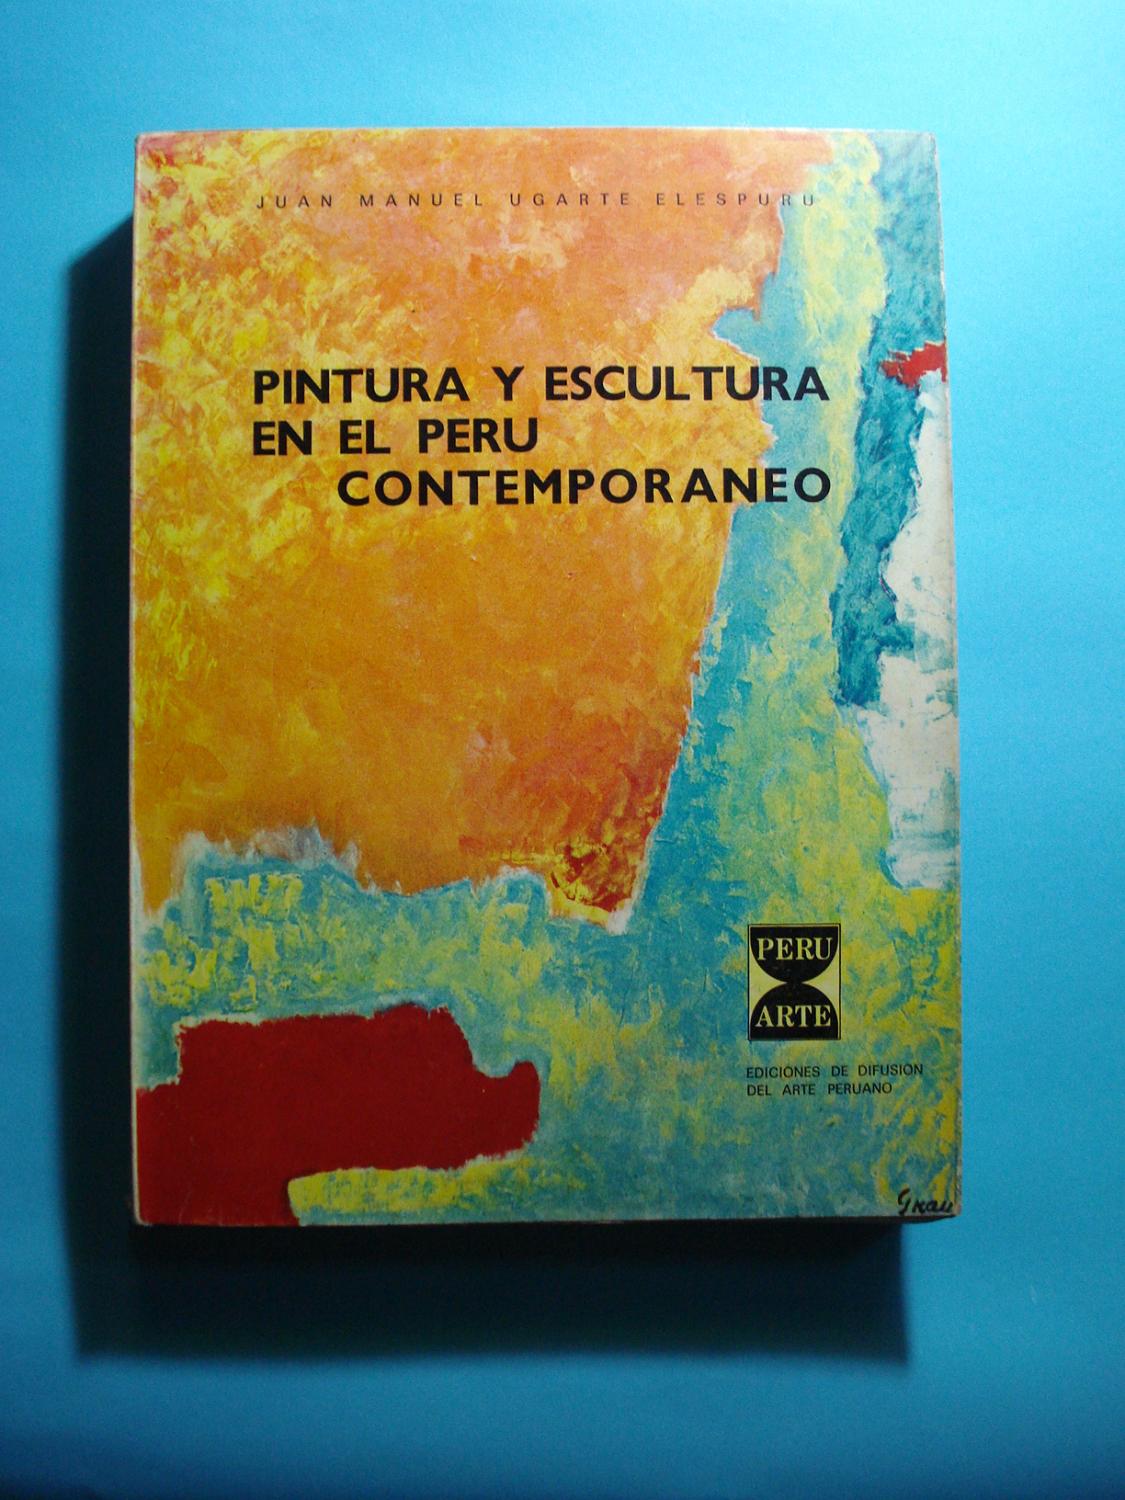 JUAN MANUEL UGARTE ELESPURU
PINTURA Y ESCULTURA
EN EL PERU
CONTEMPORANEO
PERU
ARTE
EDICIONES DE DIFUSION
DEL ARTE PERUANO
Grau